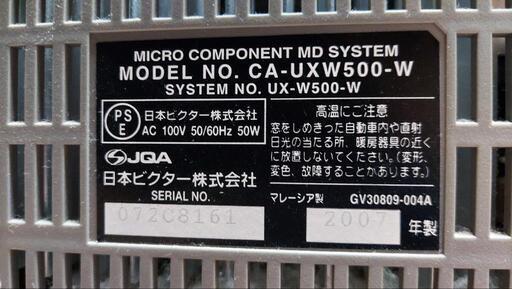 MICRO COMPONENT MD SYSTEM
MODEL NO. CA-UXW500-W
SYSTEM NO. UX-W500-W
PS
E
日本ビクター株式会社
AC 100V 50/60Hz 50W
JQA
日本ビクター株式会社
SERIAL NO.
072C8161
高温にご注意
窓をしめきった自動車内や直射
日光の当たる所、暖房器具の近く
に放置しないでください。(変形、
変色、故障することがあります。)
マレーシア製 GV30809-004A
2007 年製